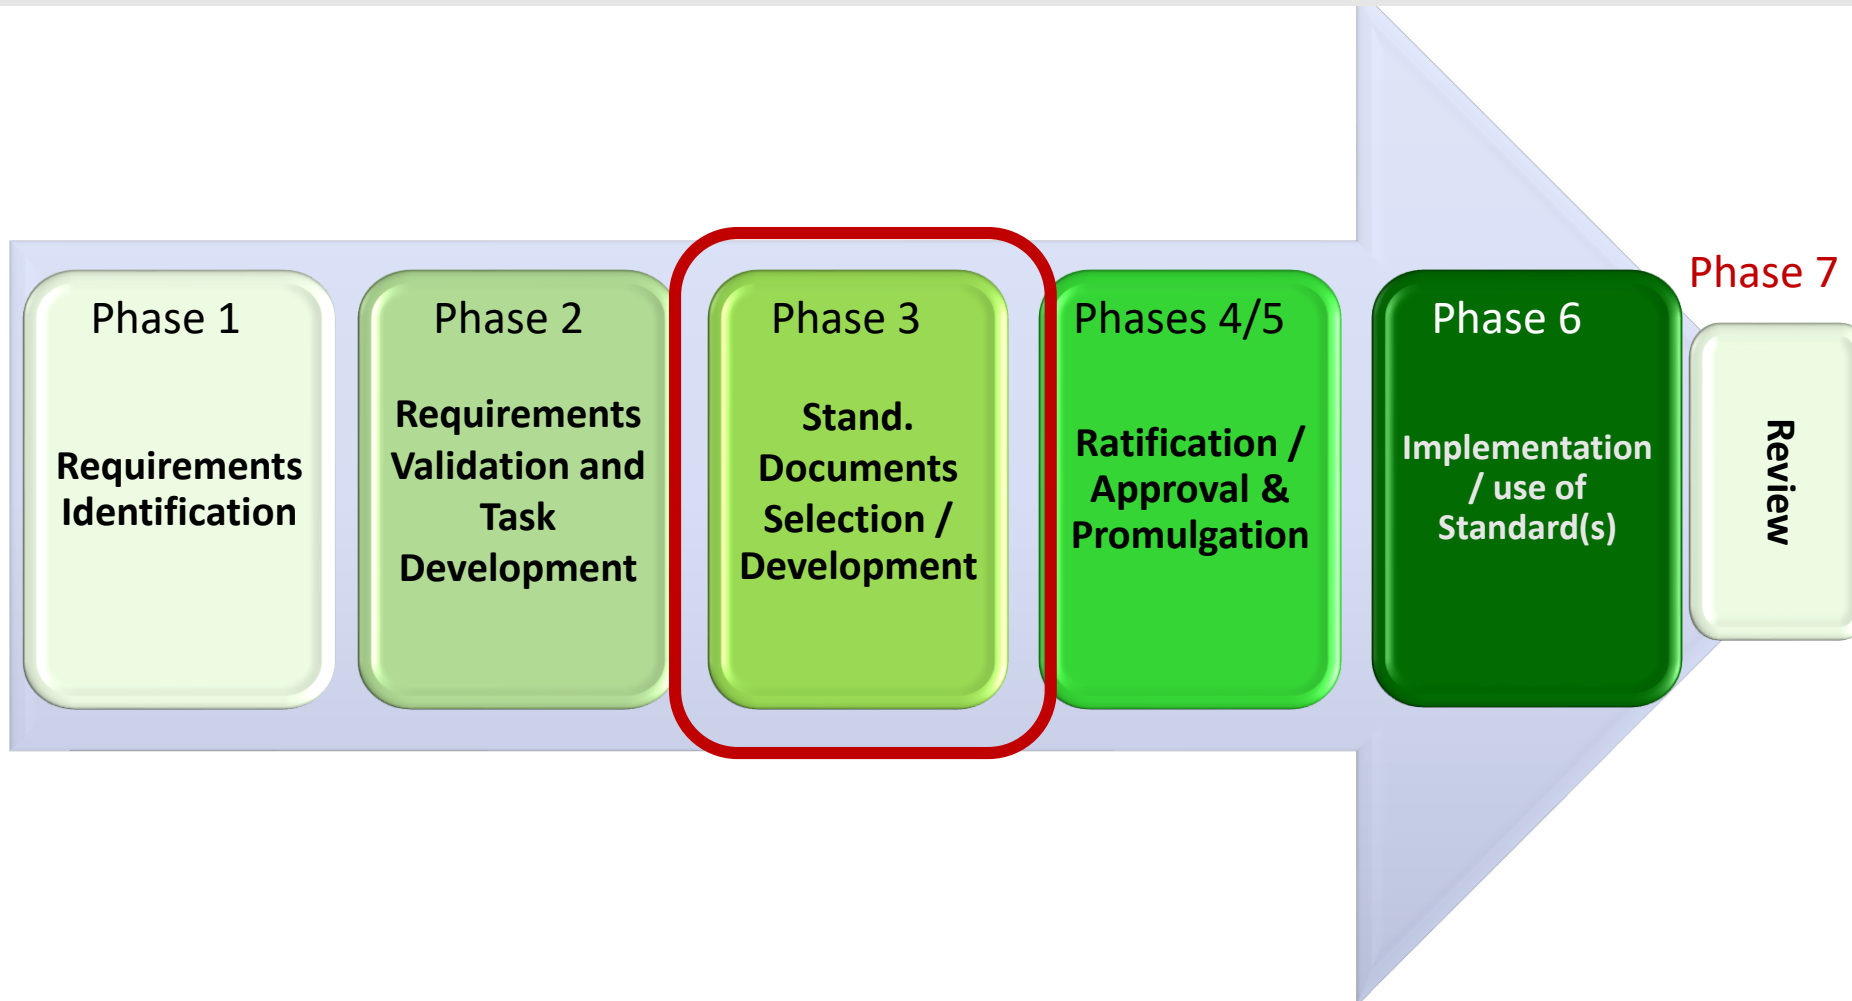 Phase 1
Requirements
Identification
Phase 2
Requirements
Validation and
Task
Development
Phase 3
Stand.
Documents
Selection /
Development
Phases 4/5
Ratification /
Approval &
Promulgation
Phase 6
Implementation
/ use of
Standard(s)
Phase 7
Review